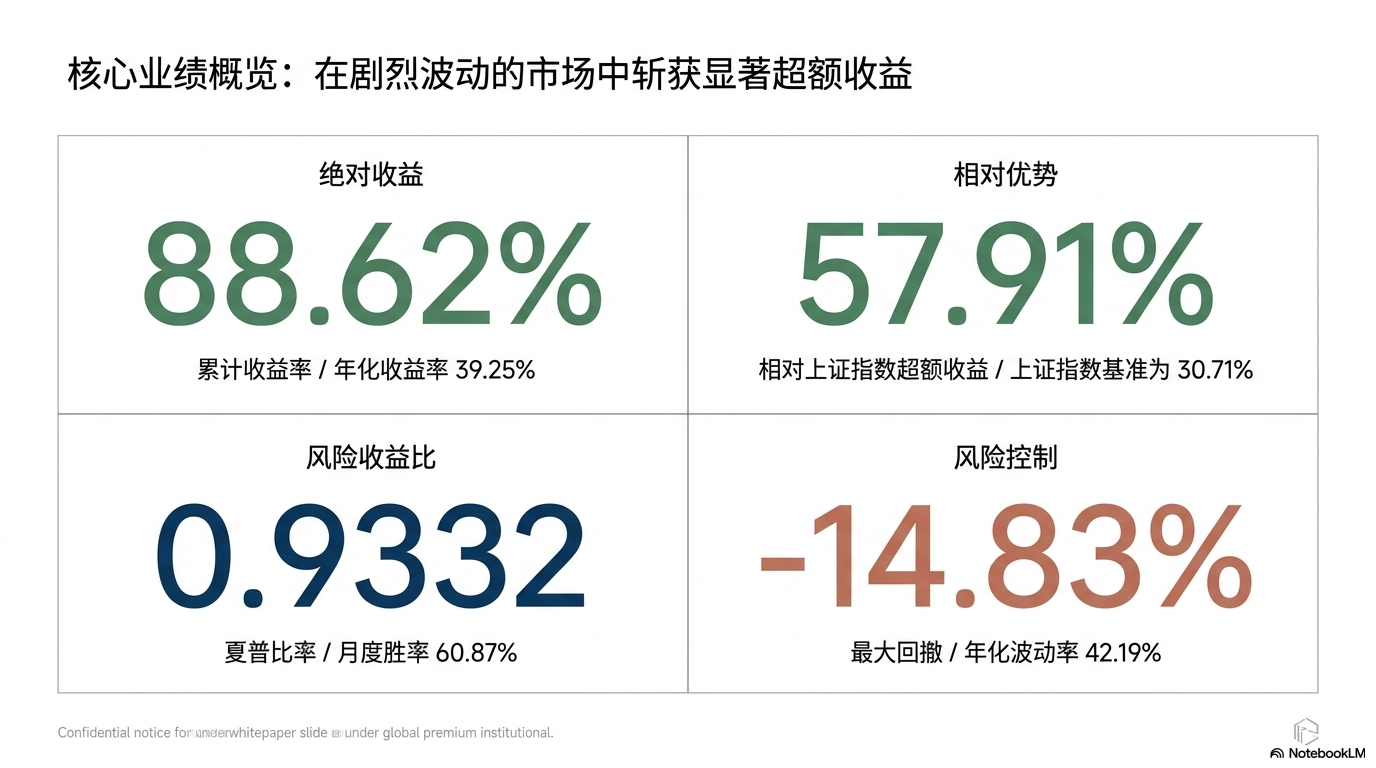 核心业绩概览：在剧烈波动的市场中斩获显著超额收益
绝对收益
88.62%
累计收益率 / 年化收益率 39.25%
相对优势
57.91%
相对上证指数超额收益 / 上证指数基准为 30.71%
风险收益比
0.9332
夏普比率 / 月度胜率 60.87%
风险控制
-14.83%
最大回撤 / 年化波动率 42.19%
Confidential notice for whitepaper slide under global premium institutional.
NotebookLM